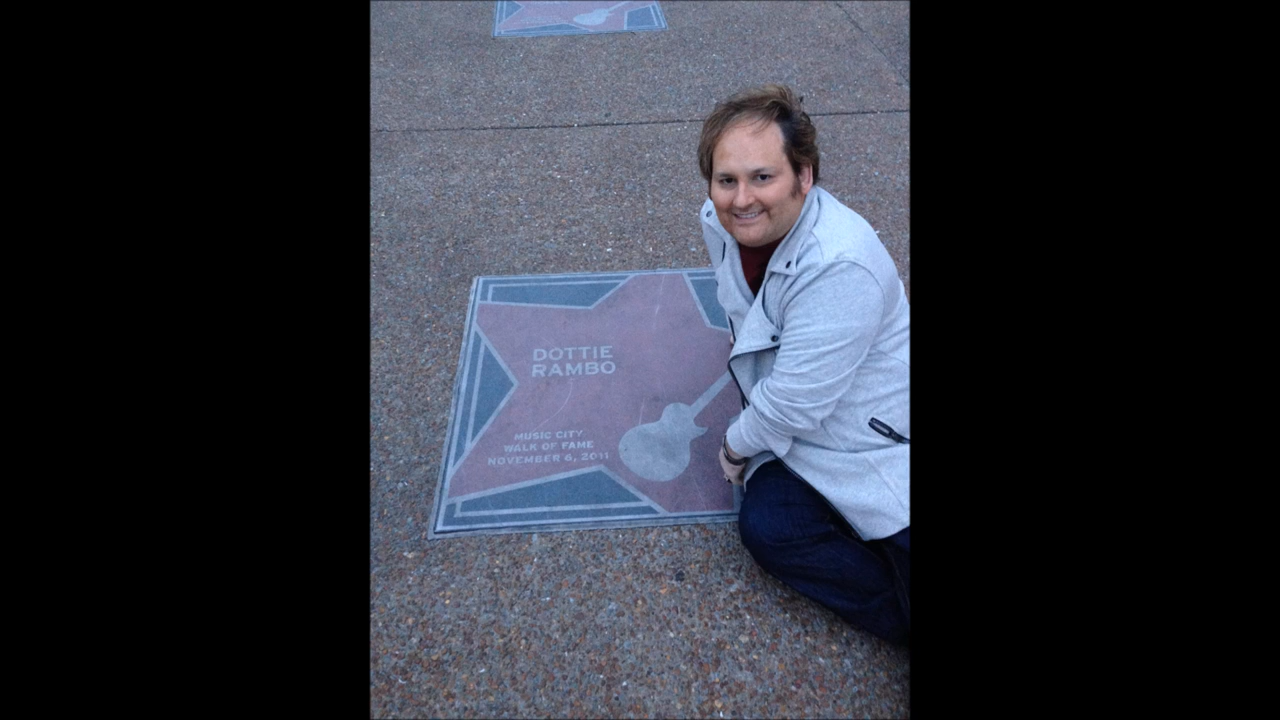 DOTTIE
RAMBO
MUSIC CITY
WALK OF FAME
NOVEMBER 6, 2011